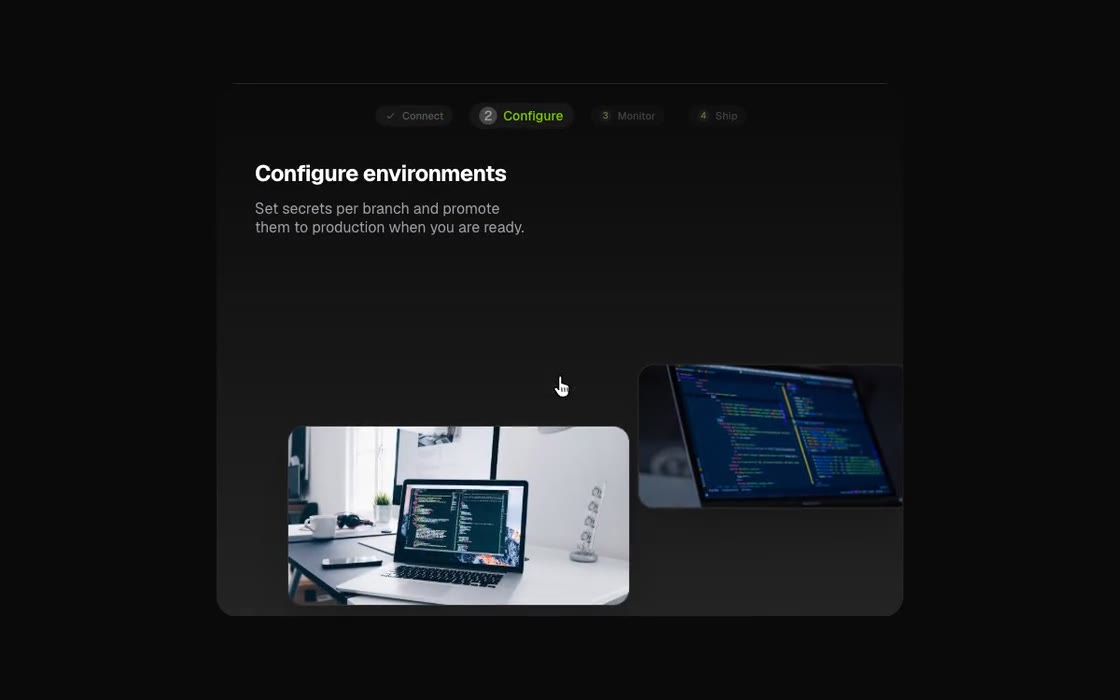 Connect
2 Configure
3 Monitor
4 Ship
Configure environments
Set secrets per branch and promote
them to production when you are ready.